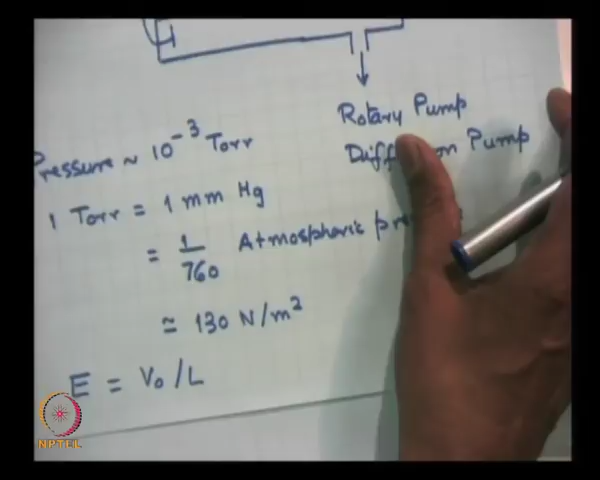 Rotary Pump
Pump
Pressure ~ 10⁻³ Torr
1 Torr = 1 mm Hg
= 1/760 Atmospheric
≃ 130 N/m²
E = V₀/L
NPTEL